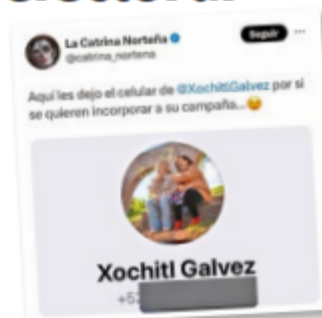 La Catrina Norteña
@catrina_nortena
Seguir
Aquí les dejo el celular de @XochitlGalvez por si
se quieren incorporar a su campaña...
Xochitl Galvez
+52